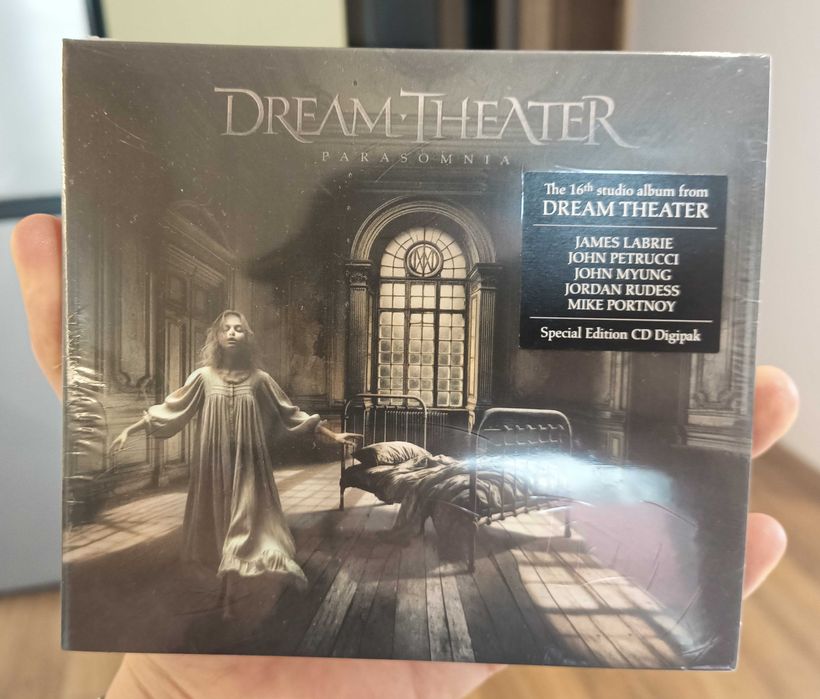 DREAM THEATER
PARASOMNIA
The 16th studio album from
DREAM THEATER
JAMES LABRIE
JOHN PETRUCCI
JOHN MYUNG
JORDAN RUDESS
MIKE PORTNOY
Special Edition CD Digipak